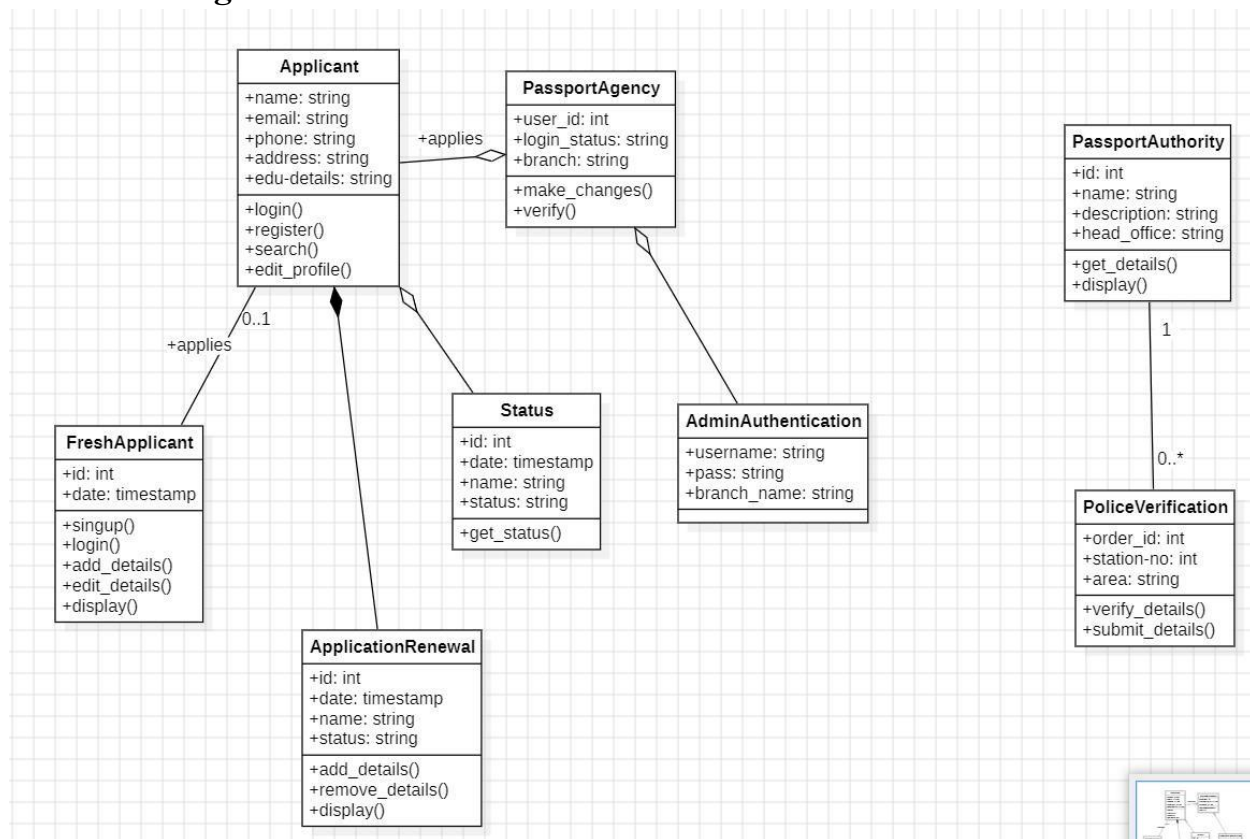 Applicant
+name: string
+email: string
+phone: string
+address: string
+edu-details: string
+login()
+register()
+search()
+edit_profile()
+applies
PassportAgency
+user_id: int
+login_status: string
+branch: string
+make_changes()
+verify()
PassportAuthority
+id: int
+name: string
+description: string
+head_office: string
+get_details()
+display()
0..1
+applies
1
0..*
FreshApplicant
+id: int
+date: timestamp
+singup()
+login()
+add_details()
+edit_details()
+display()
Status
+id: int
+date: timestamp
+name: string
+status: string
+get_status()
AdminAuthentication
+username: string
+pass: string
+branch_name: string
PoliceVerification
+order_id: int
+station-no: int
+area: string
+verify_details()
+submit_details()
ApplicationRenewal
+id: int
+date: timestamp
+name: string
+status: string
+add_details()
+remove_details()
+display()